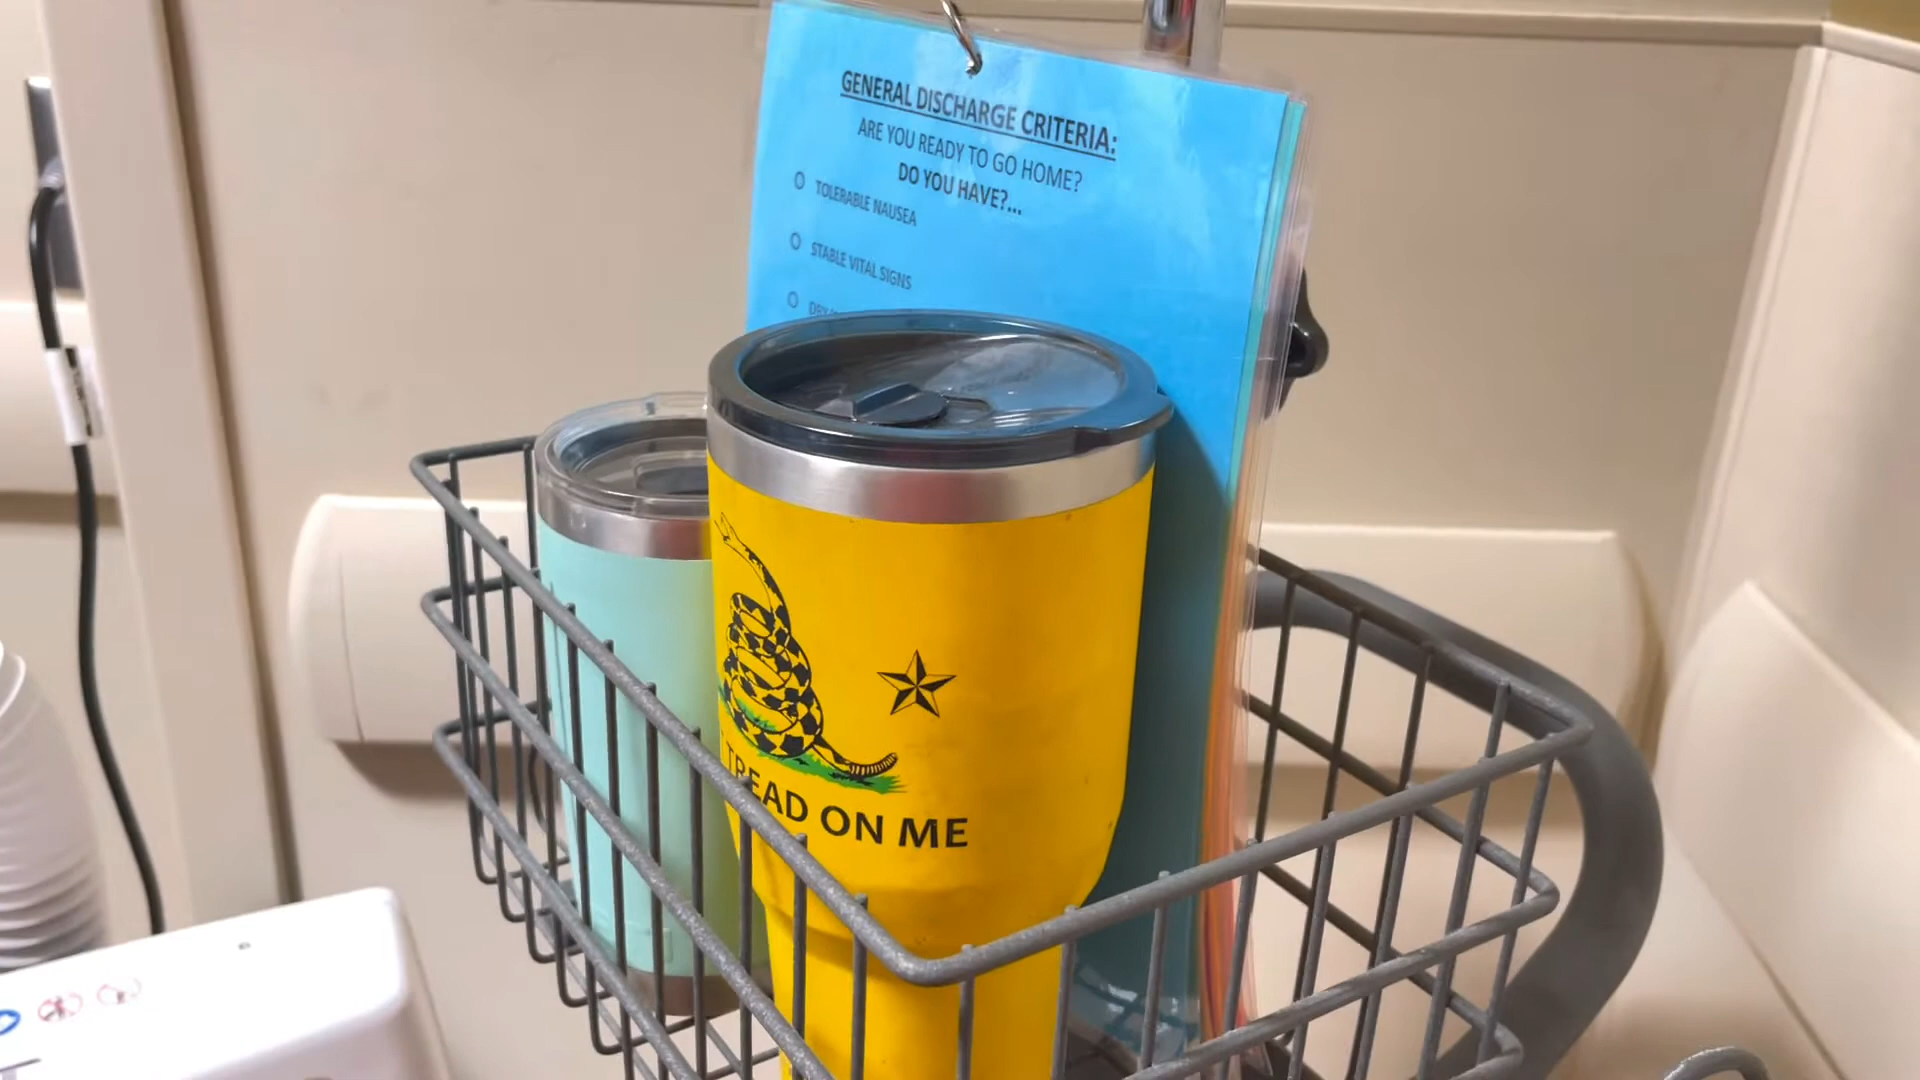 GENERAL DISCHARGE CRITERIA:
ARE YOU READY TO GO HOME?
DO YOU HAVE?...
O TOLERABLE NAUSEA
O STABLE VITAL SIGNS
O
TREAD ON ME